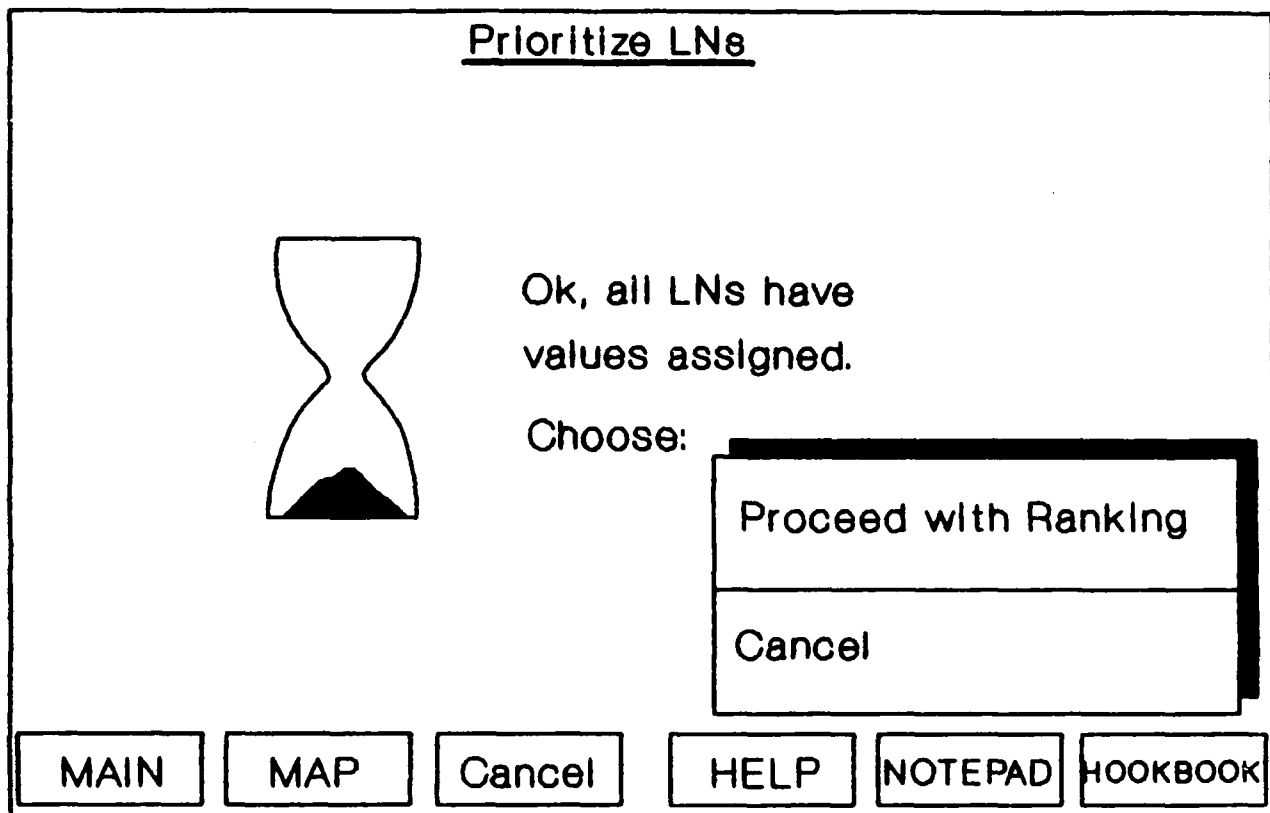 Prioritize LNs
Ok, all LNs have
values assigned.
Choose:
Proceed with Ranking
Cancel
MAIN
MAP
Cancel
HELP
NOTEPAD
HOOKBOOK